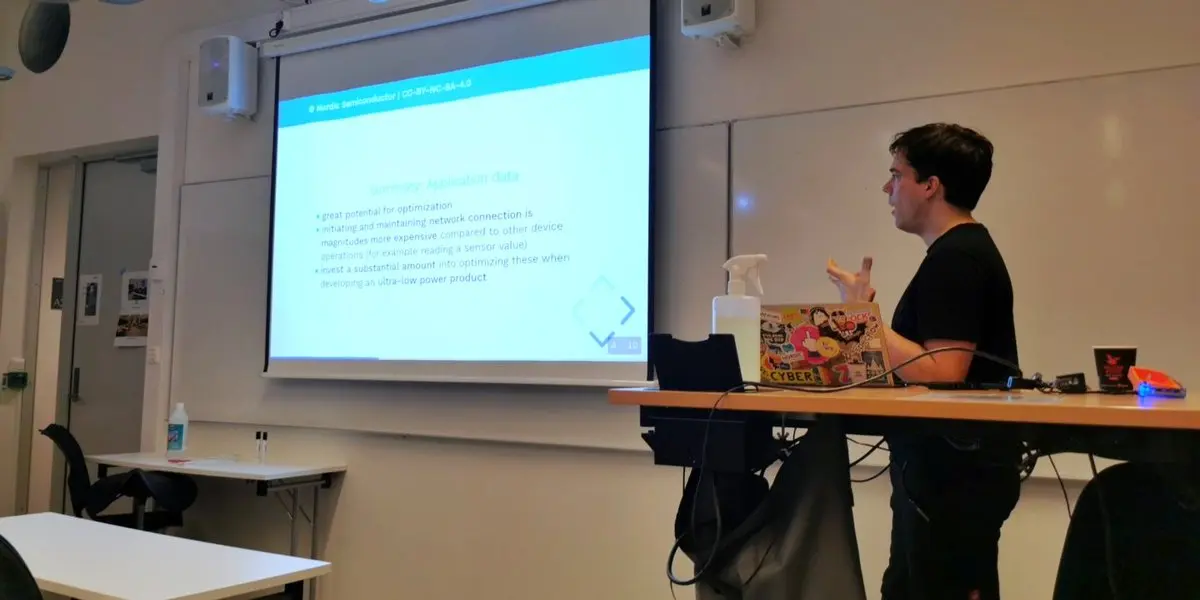 © Nordic Semiconductor | CC-BY-NC-SA-4.0
Summary: Application data
• great potential for optimization
• initiating and maintaining network connection is
magnitudes more expensive compared to other device
operations (for example reading a sensor value)
• invest a substantial amount into optimizing these when
developing an ultra-low power product
10
CYBER